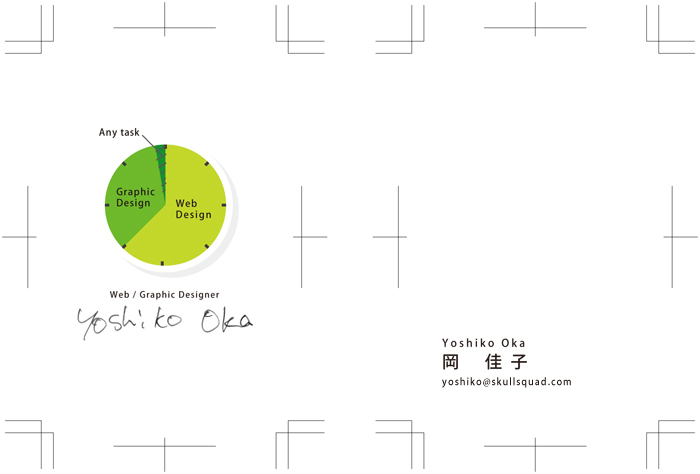 Any task
Graphic
Design
Web
Design
Web / Graphic Designer
Yoshiko Oka
Yoshiko Oka
岡 佳子
yoshiko@skullsquad.com